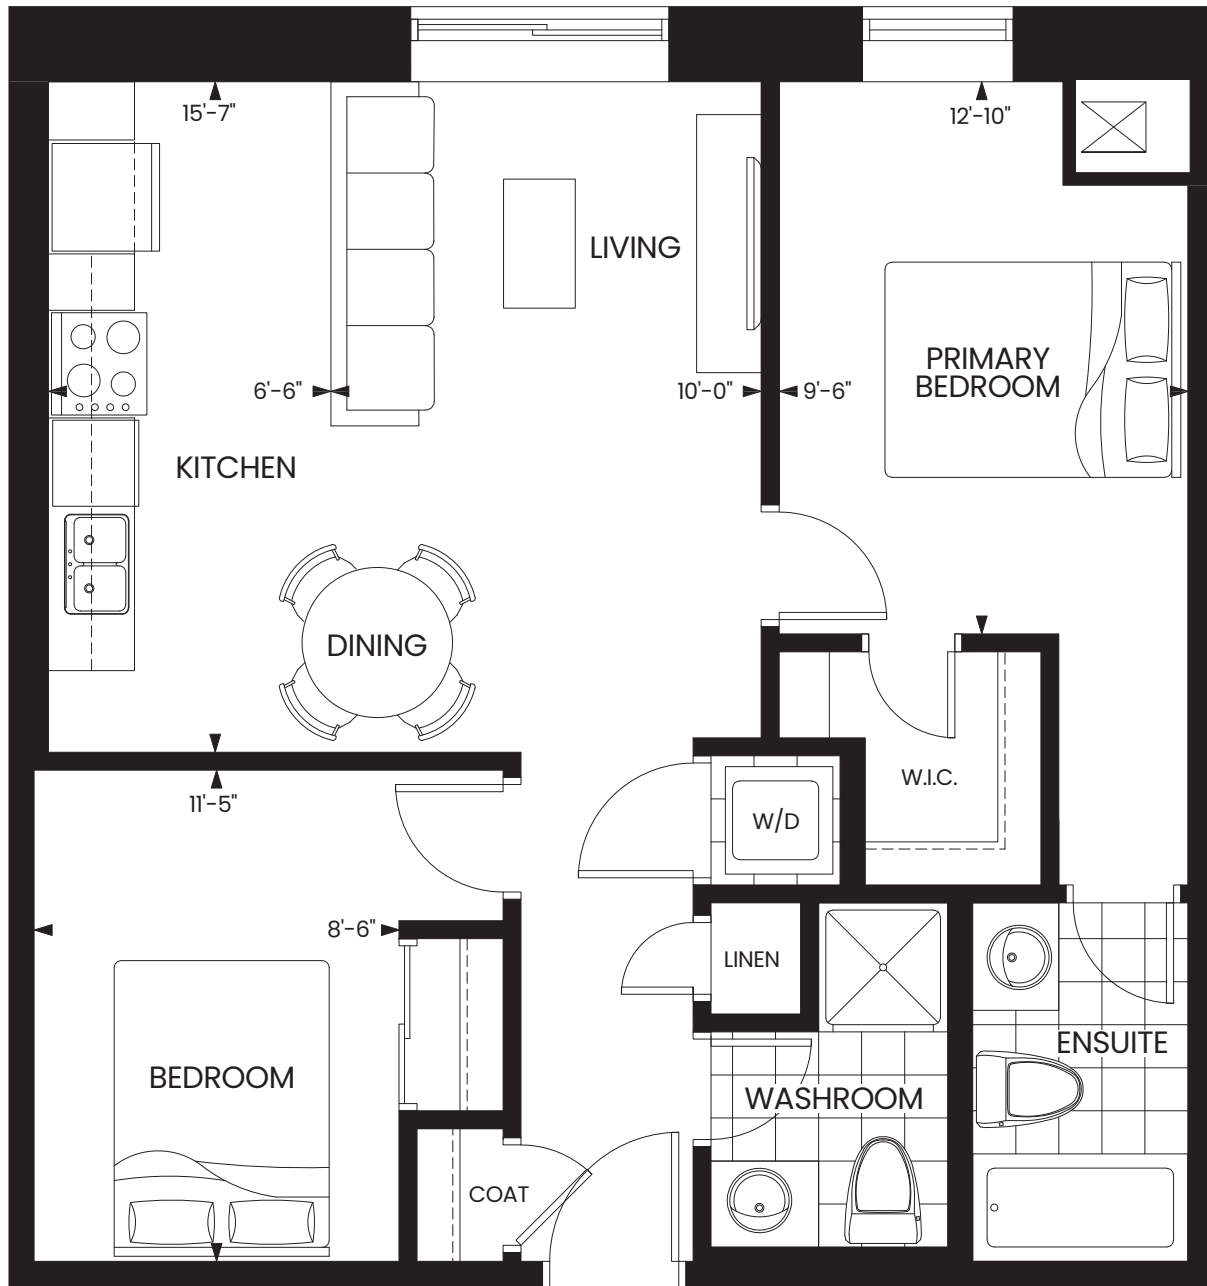 15'-7"
12'-10"
LIVING
PRIMARY
BEDROOM
6'-6"
10'-0"
9'-6"
KITCHEN
DINING
W.I.C.
11'-5"
W/D
8'-6"
LINEN
ENSUITE
BEDROOM
WASHROOM
COAT